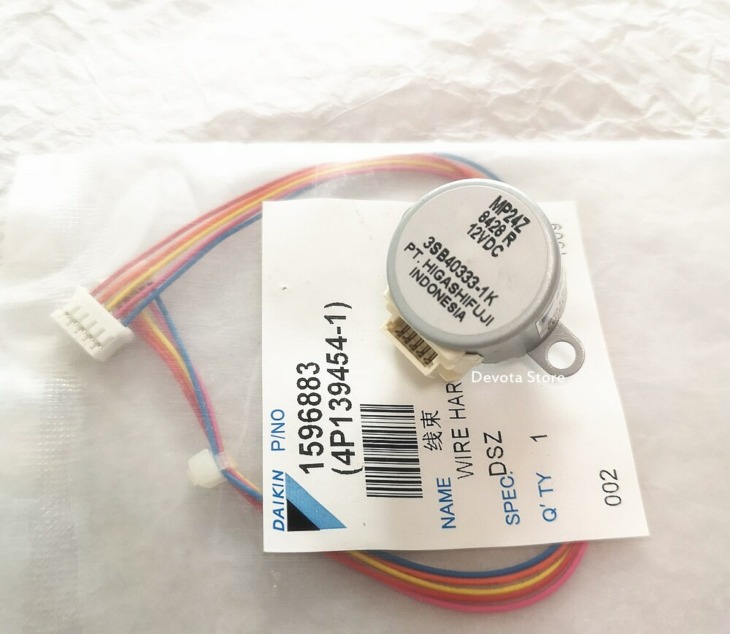 MP24Z
8428 R
12VDC
3SB40333-1K
PT. HIGASHIFUJI
INDONESIA
Devota Store
DAIKIN P/NO
1596883
(4P139454-1)
NAME 线束
WIRE HAR
SPEC. DSZ
Q'TY 1
002